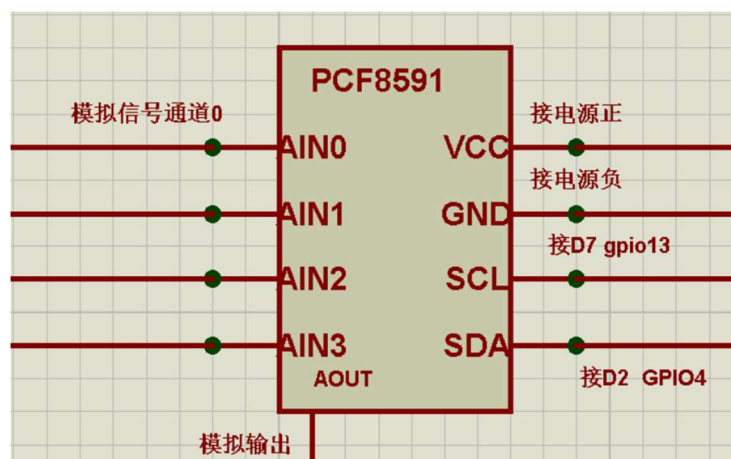 PCF8591
模拟信号通道0
接电源正
AIN0
VCC
接电源负
AIN1
GND
接D7 gpio13
AIN2
SCL
AIN3
SDA
AOUT
接D2 GPIO4
模拟输出